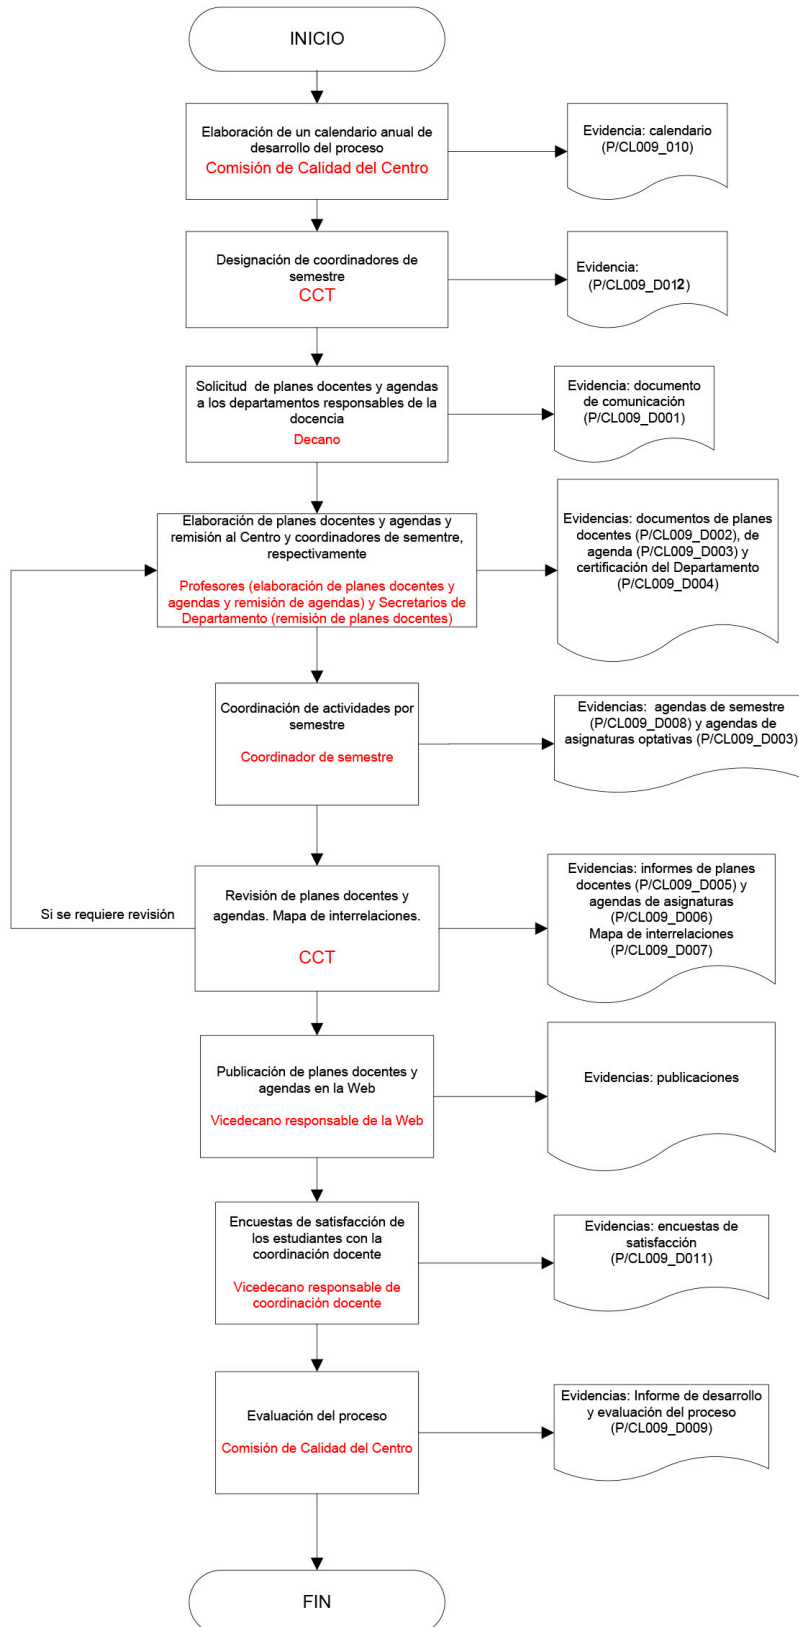 INICIO
Elaboración de un calendario anual de
desarrollo del proceso
Comisión de Calidad del Centro
Evidencia: calendario
(P/CL009_010)
Designación de coordinadores de
semestre
CCT
Evidencia:
(P/CL009_D012)
Solicitud de planes docentes y agendas
a los departamentos responsables de la
docencia
Decano
Evidencia: documento
de comunicación
(P/CL009_D001)
Elaboración de planes docentes y agendas y
remisión al Centro y coordinadores de sementre,
respectivamente
Profesores (elaboración de planes docentes y
agendas y remisión de agendas) y Secretarios de
Departamento (remisión de planes docentes)
Evidencias: documentos de planes
docentes (P/CL009_D002), de
agenda (P/CL009_D003) y
certificación del Departamento
(P/CL009_D004)
Coordinación de actividades por
semestre
Coordinador de semestre
Evidencias: agendas de semestre
(P/CL009_D008) y agendas de
asignaturas optativas (P/CL009_D003)
Si se requiere revisión
Revisión de planes docentes y
agendas. Mapa de interrelaciones.
CCT
Evidencias: informes de planes
docentes (P/CL009_D005) y
agendas de asignaturas
(P/CL009_D006)
Mapa de interrelaciones
(P/CL009_D007)
Publicación de planes docentes y
agendas en la Web
Vicedecano responsable de la Web
Evidencias: publicaciones
Encuestas de satisfacción de
los estudiantes con la
coordinación docente
Vicedecano responsable de
coordinación docente
Evidencias: encuestas de
satisfacción
(P/CL009_D011)
Evaluación del proceso
Comisión de Calidad del Centro
Evidencias: Informe de desarrollo
y evaluación del proceso
(P/CL009_D009)
FIN